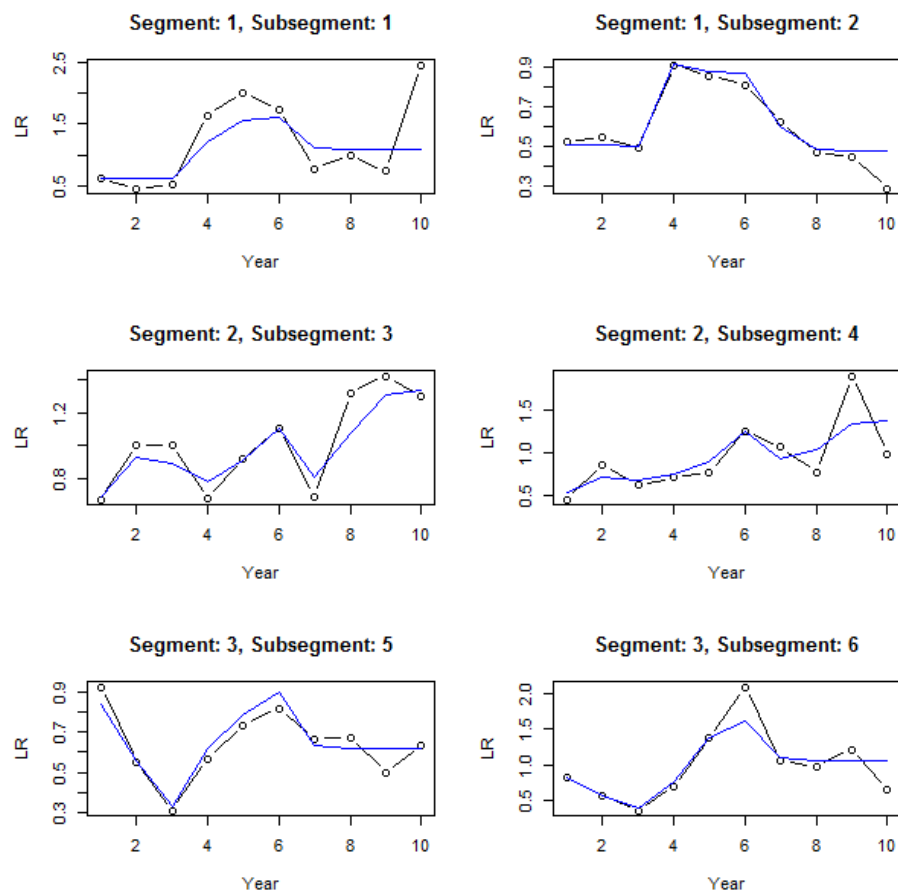 Segment: 1, Subsegment: 1
LR
0.5 1.5 2.5
2 4 6 8 10
Year
Segment: 1, Subsegment: 2
LR
0.3 0.5 0.7 0.9
2 4 6 8 10
Year
Segment: 2, Subsegment: 3
LR
0.8 1.2
2 4 6 8 10
Year
Segment: 2, Subsegment: 4
LR
0.5 1.0 1.5
2 4 6 8 10
Year
Segment: 3, Subsegment: 5
LR
0.3 0.5 0.7 0.9
2 4 6 8 10
Year
Segment: 3, Subsegment: 6
LR
0.5 1.0 1.5 2.0
2 4 6 8 10
Year